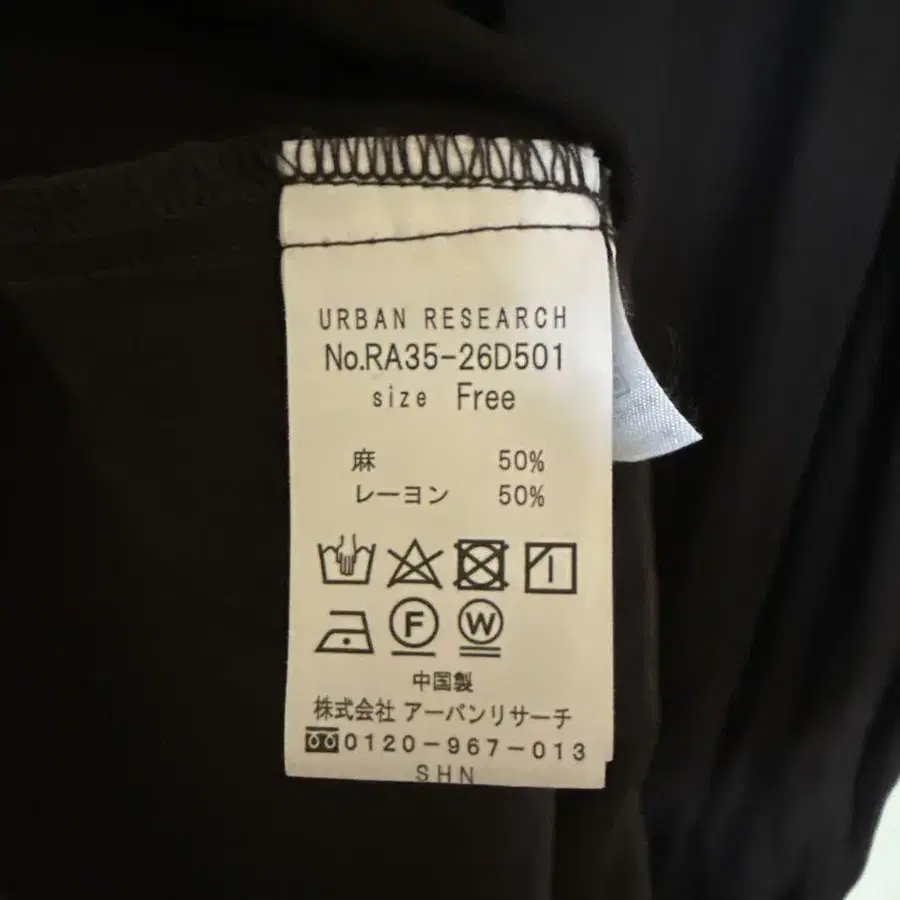 URBAN RESEARCH
No.RA35-26D501
size Free
麻 50%
レーヨン 50%
F W
中国製
株式会社 アーバンリサーチ
0120-967-013
SHN